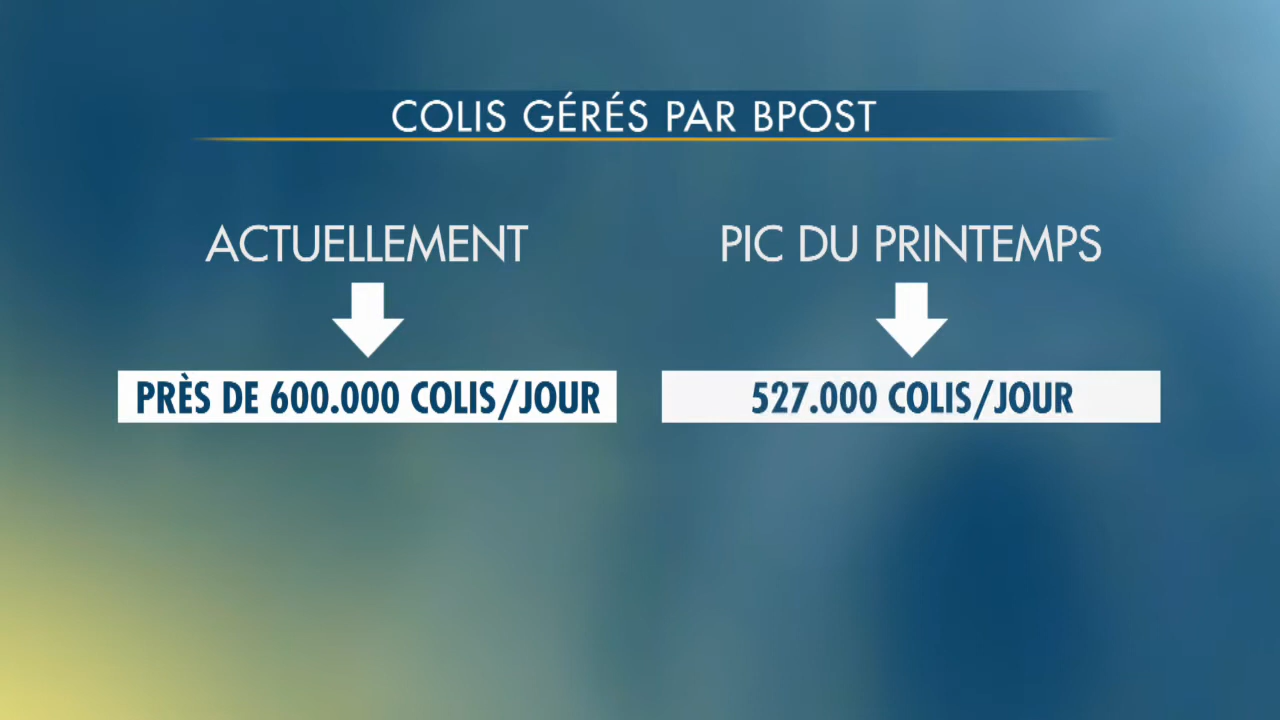 COLIS GÉRÉS PAR BPOST
ACTUELLEMENT
PRÈS DE 600.000 COLIS/JOUR
PIC DU PRINTEMPS
527.000 COLIS/JOUR